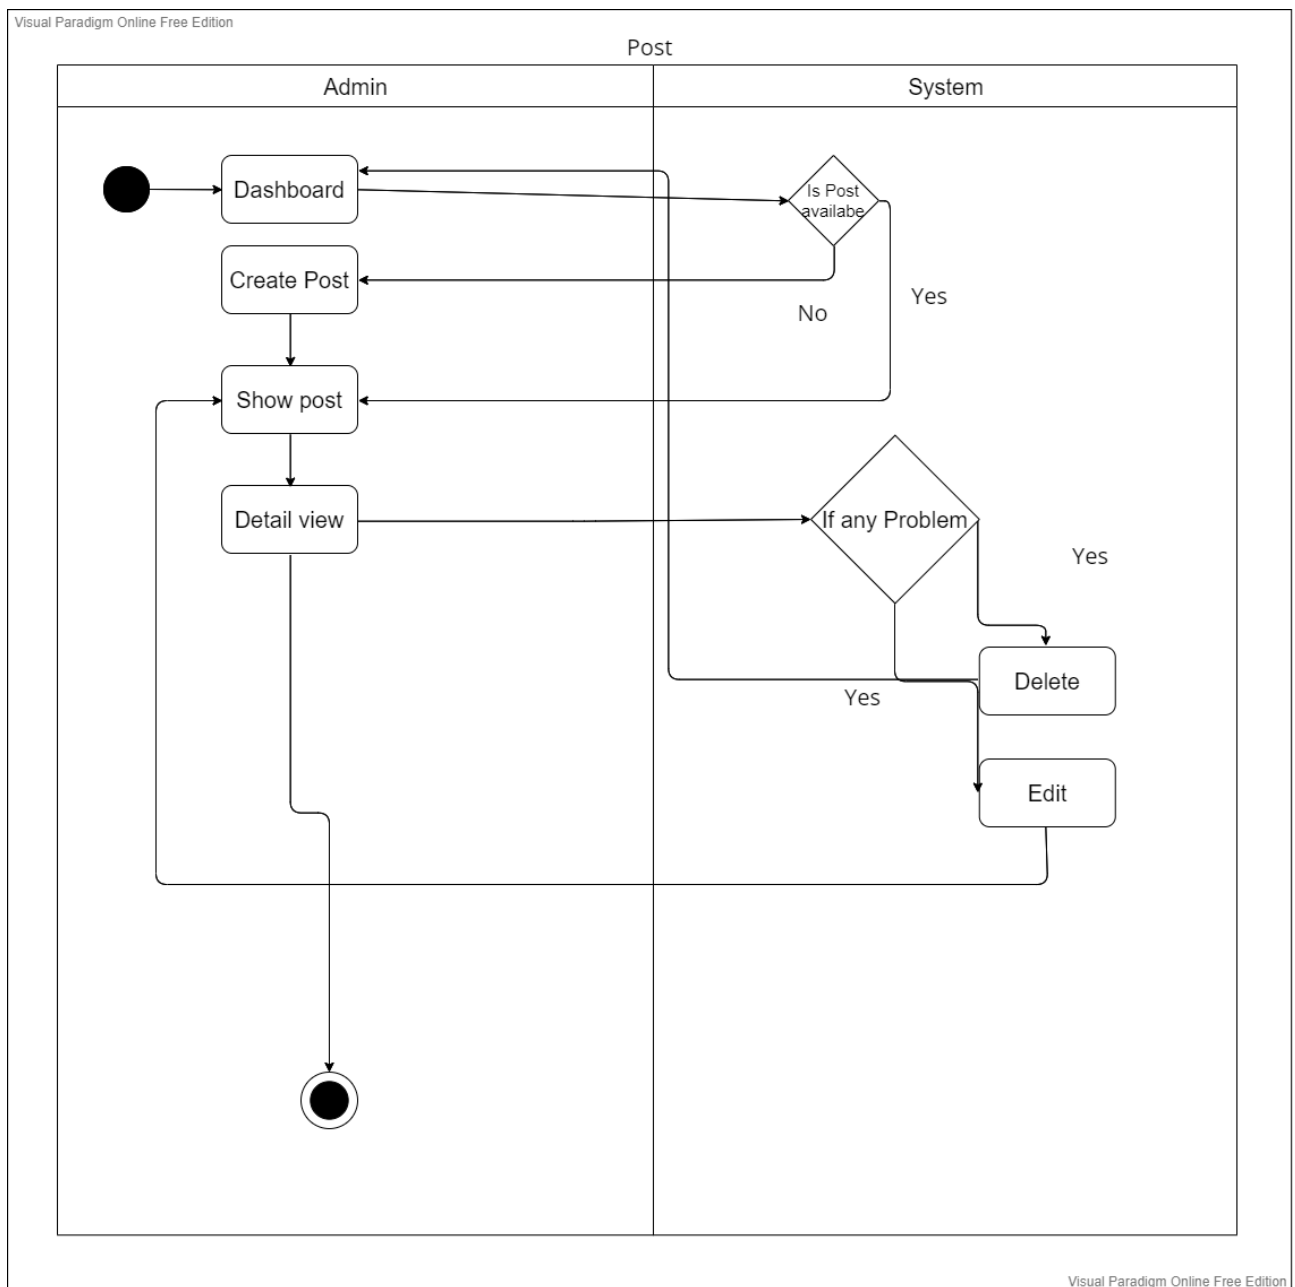 Visual Paradigm Online Free Edition
Post
Admin
System
Dashboard
Is Post
availabe
Create Post
No
Yes
Show post
Detail view
If any Problem
Yes
Delete
Yes
Edit
Visual Paradigm Online Free Edition